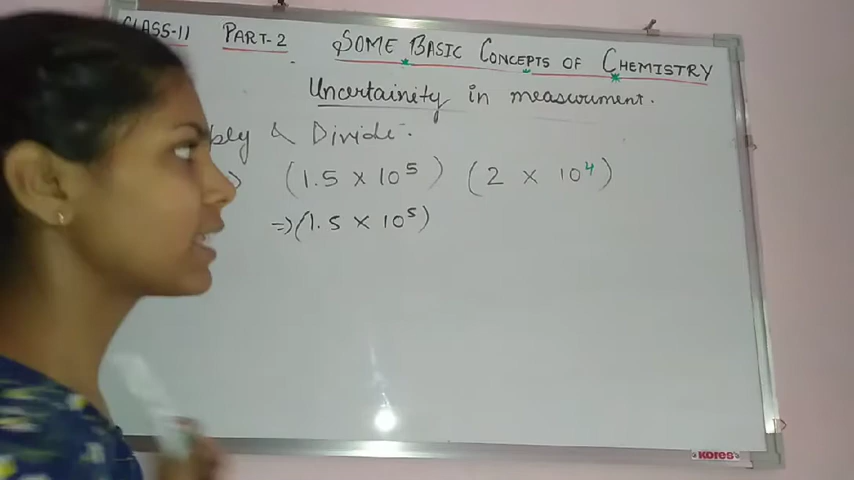 CLASS-11 PART-2 SOME BASIC CONCEPTS OF CHEMISTRY
Uncertainity in measurment.
& Divide.
(1.5 × 10⁵) (2 × 10⁴)
⇒(1.5 × 10⁵)
kores